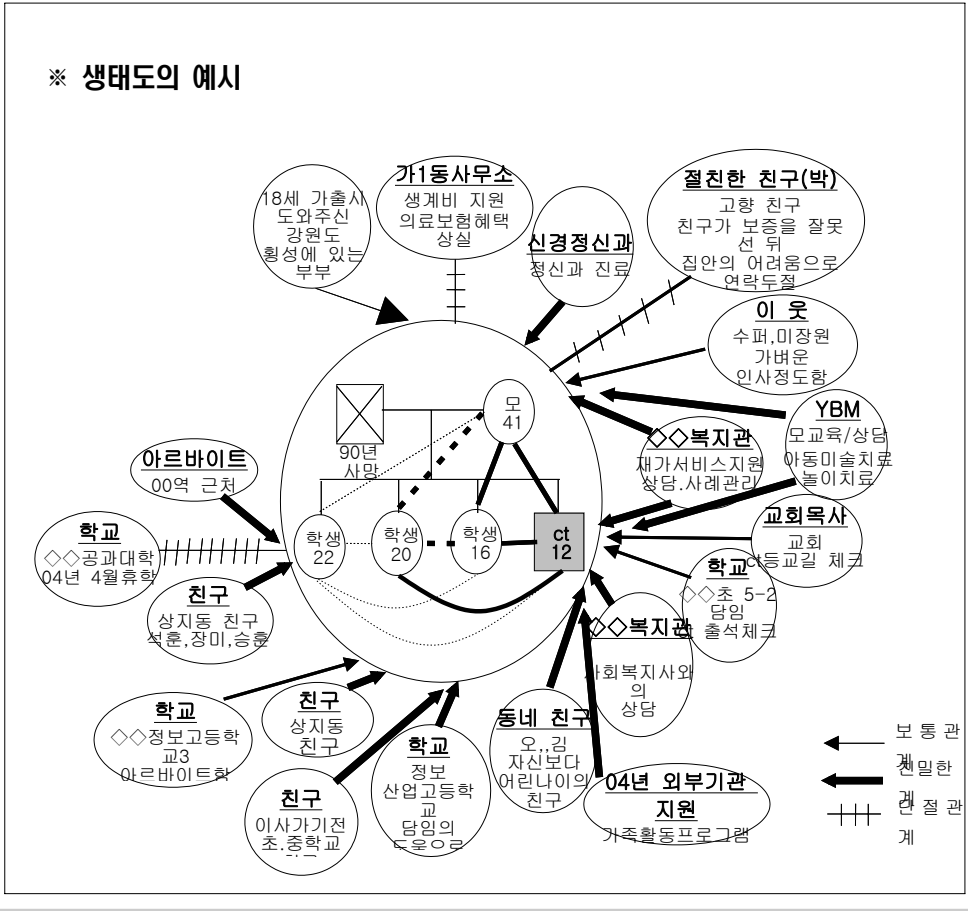 ※ 생태도의 예시
18세 가출시
도와주신
강원도
횡성에 있는
부부
가1동사무소
생계비 지원
의료보험혜택
상실
신경정신과
정신과 진료
절친한 친구(박)
고향 친구
친구가 보증을 잘못
선 뒤
집안의 어려움으로
연락두절
이 웃
수퍼,미장원
가벼운
인사정도함
YBM
모교육/상담
아동미술치료
놀이치료
◇◇복지관
재가서비스지원
상담.사례관리
교회목사
교회
ct등교길 체크
학교
◇◇초 5-2
담임
ct 출석체크
◇◇복지관
사회복지사와
의
상담
모
41
90년
사망
학생
22
학생
20
학생
16
ct
12
아르바이트
00역 근처
학교
◇◇공과대학
04년 4월휴학
친구
상지동 친구
석훈,장미,승훈
학교
◇◇정보고등학
교3
아르바이트학
친구
상지동
친구
친구
이사가기전
초.중학교
학교
정보
산업고등학
교
담임의
도움으로
동네 친구
오,,김
자신보다
어린나이의
친구
04년 외부기관
지원
가족활동프로그램
보통관
계
친밀한
계
단절관
계